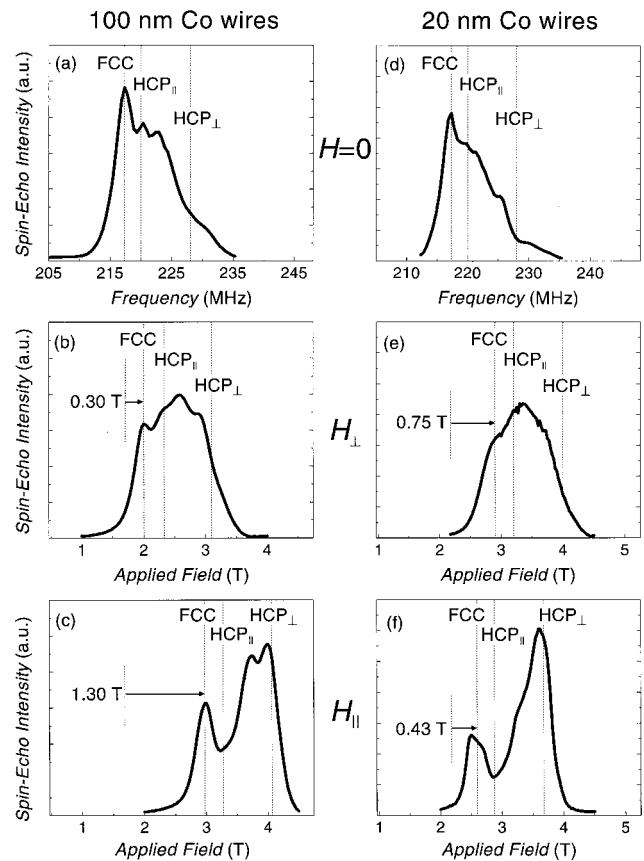 100 nm Co wires
20 nm Co wires
(a)
FCC
HCP||
HCP⊥
Spin-Echo Intensity (a.u.)
205 215 225 235 245
Frequency (MHz)
H=0
(d)
FCC
HCP||
HCP⊥
210 220 230 240
Frequency (MHz)
(b)
FCC
HCP||
HCP⊥
0.30 T
Spin-Echo Intensity (a.u.)
1 2 3 4
Applied Field (T)
H⊥
(e)
FCC
HCP||
HCP⊥
0.75 T
1 2 3 4 5
Applied Field (T)
(c)
FCC
HCP||
HCP⊥
1.30 T
Spin-Echo Intensity (a.u.)
1 2 3 4
Applied Field (T)
H||
(f)
FCC
HCP||
HCP⊥
0.43 T
1 2 3 4 5
Applied Field (T)